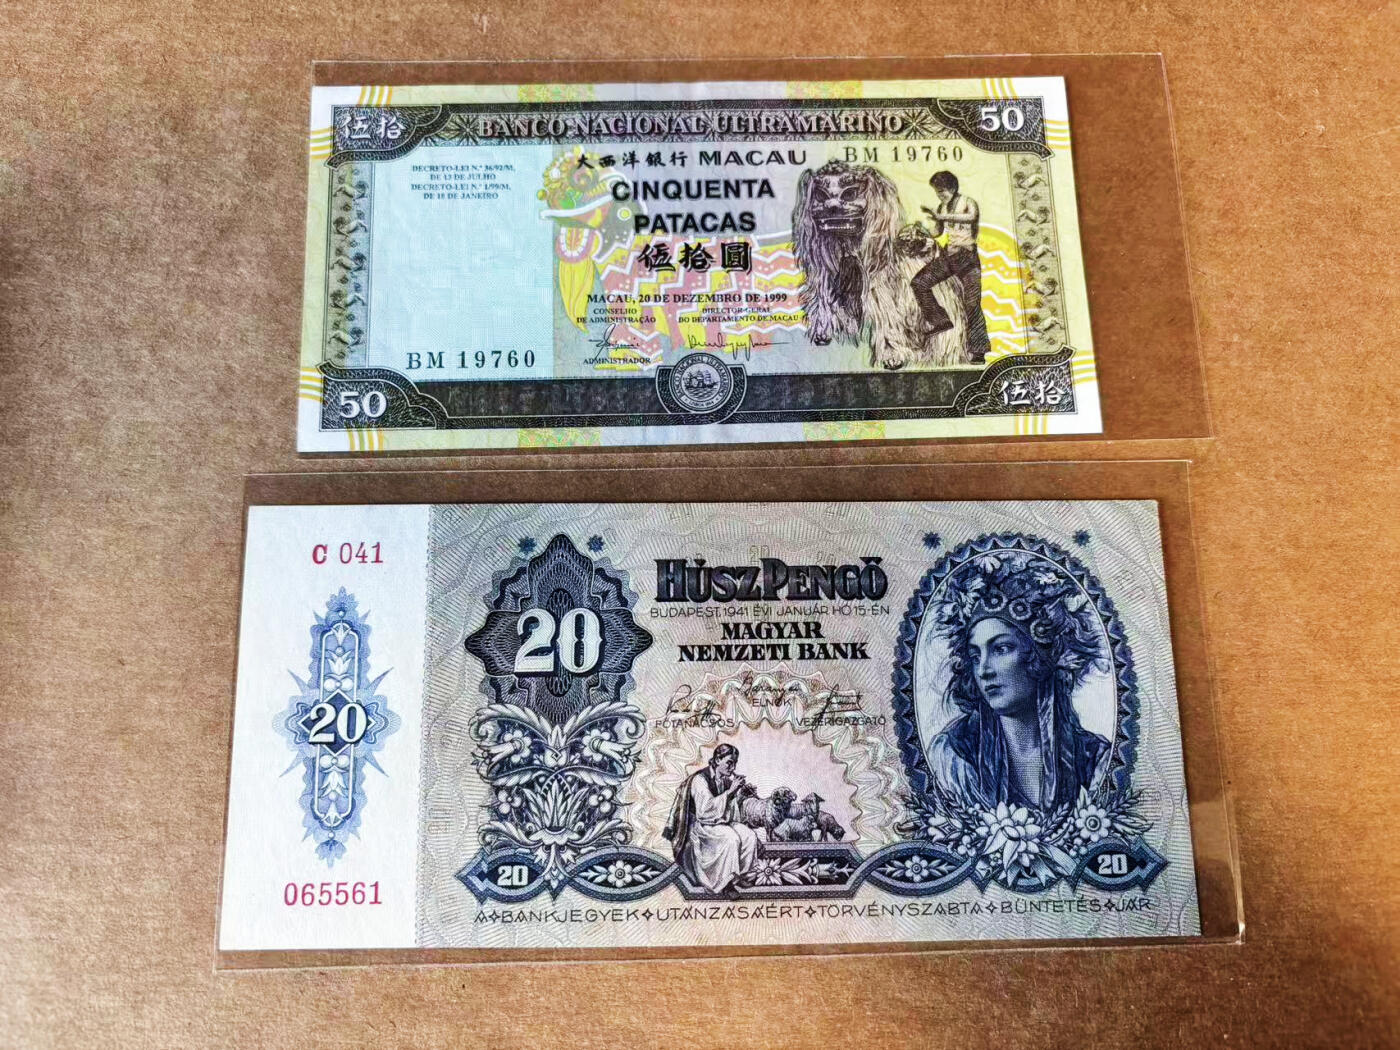 伍拾
BANCO NACIONAL ULTRAMARINO
50
DECRETO-LEI N.º 36/92/M,
DE 13 DE JULHO
DECRETO-LEI N.º 1/99/M,
DE 18 DE JANEIRO
大西洋銀行 MACAU
BM 19760
CINQUENTA
PATACAS
伍拾圓
MACAU, 20 DE DEZEMBRO DE 1999
CONSELHO
DE ADMINISTRAÇÃO
DIRECTOR-GERAL
DO DEPARTAMENTO DE MACAU
ADMINISTRADOR
BM 19760
50
伍拾
C 041
20
065561
20
HÚSZ PENGŐ
BUDAPEST, 1941 ÉVI JANUÁR HÓ 15-ÉN
MAGYAR
NEMZETI BANK
ELNÖK
FŐTANÁCSOS
VEZÉRIGAZGATÓ
20
20
A BANKJEGYEK UTÁNZÁSÁÉRT TÖRVÉNYSZABTA BÜNTETÉS JÁR